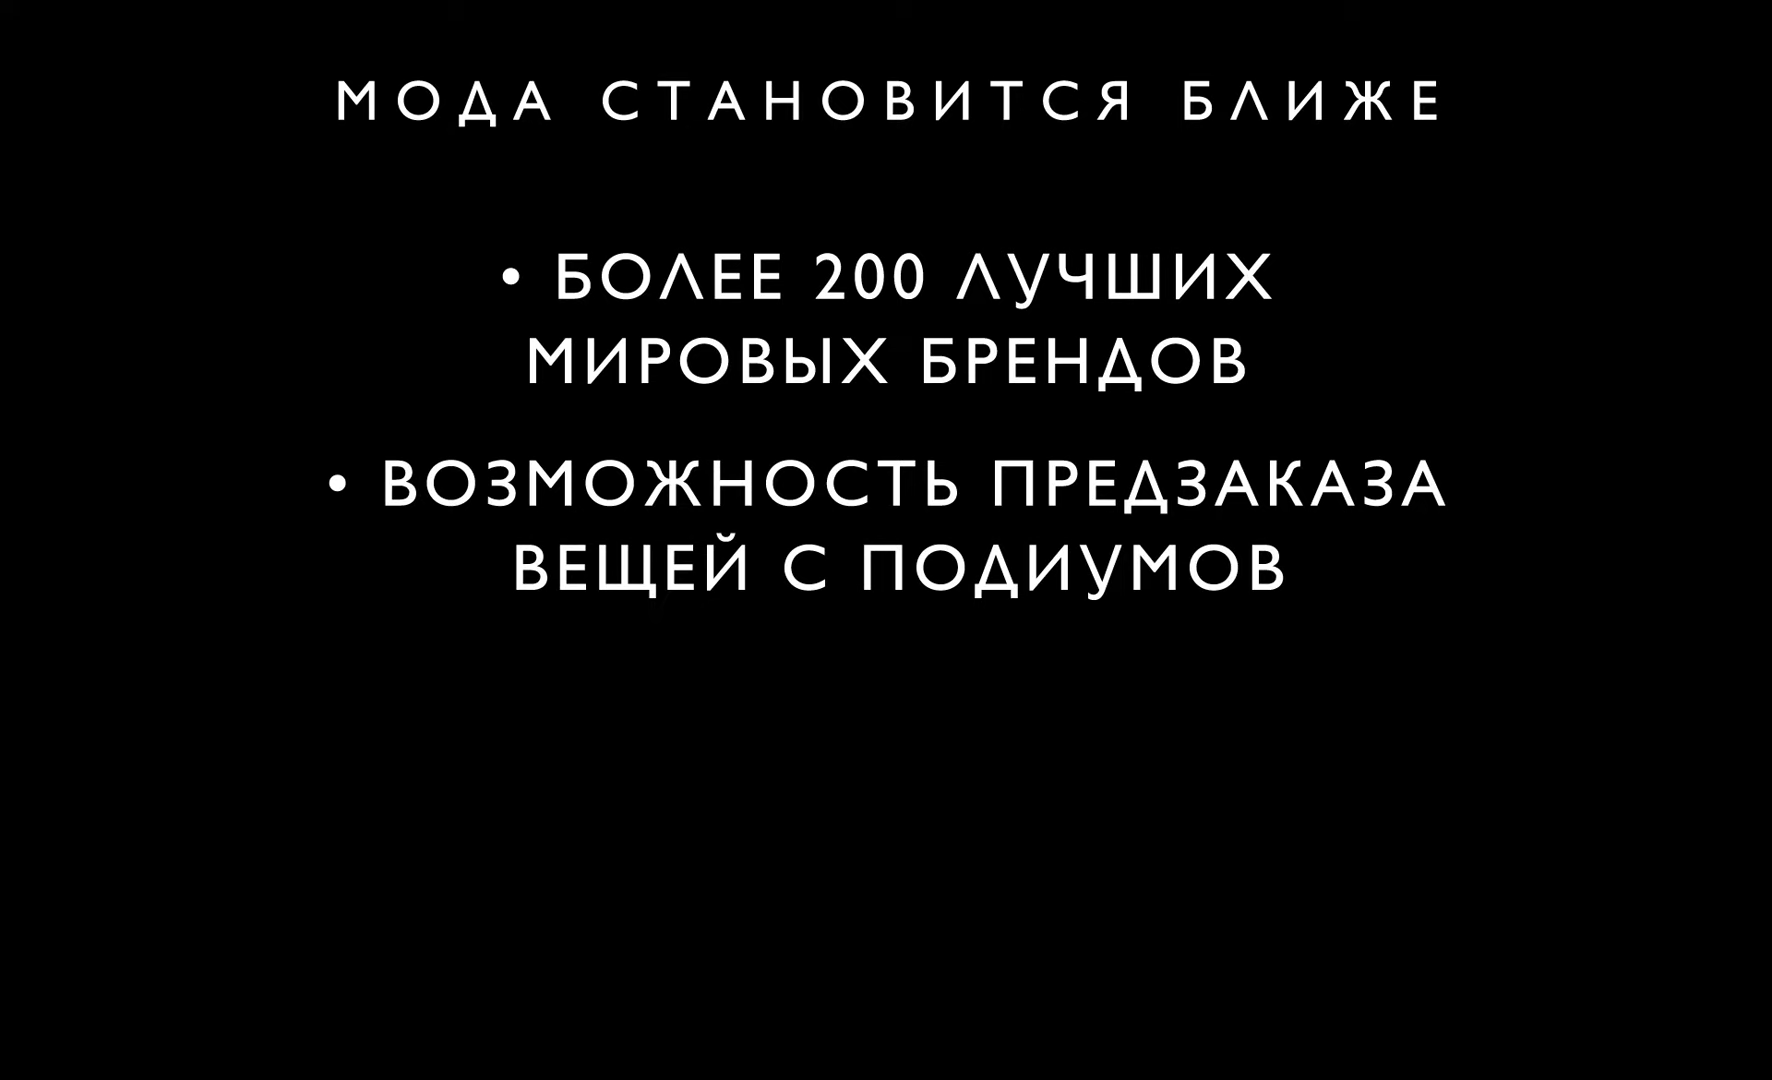 МОДА СТАНОВИТСЯ БЛИЖЕ
• БОЛЕЕ 200 ЛУЧШИХ
МИРОВЫХ БРЕНДОВ
• ВОЗМОЖНОСТЬ ПРЕДЗАКАЗА
ВЕЩЕЙ С ПОДИУМОВ